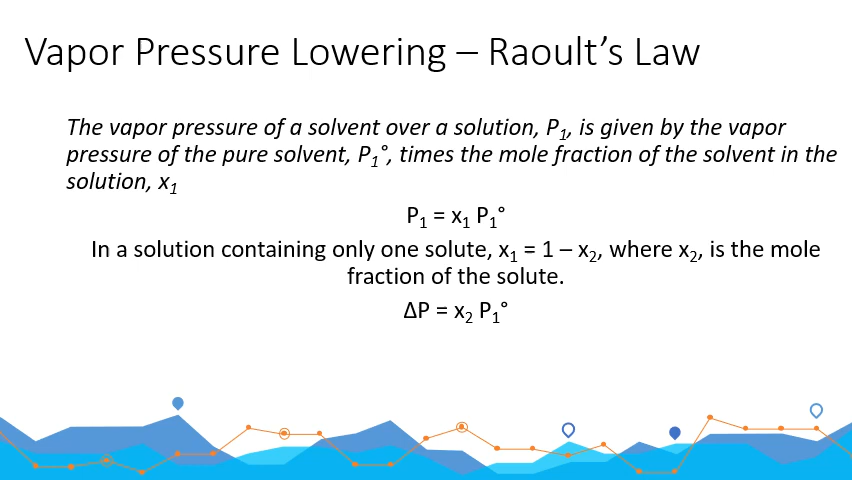 Vapor Pressure Lowering – Raoult’s Law
The vapor pressure of a solvent over a solution, P₁, is given by the vapor
pressure of the pure solvent, P₁°, times the mole fraction of the solvent in the
solution, x₁
P₁ = x₁ P₁°
In a solution containing only one solute, x₁ = 1 – x₂, where x₂, is the mole
fraction of the solute.
ΔP = x₂ P₁°